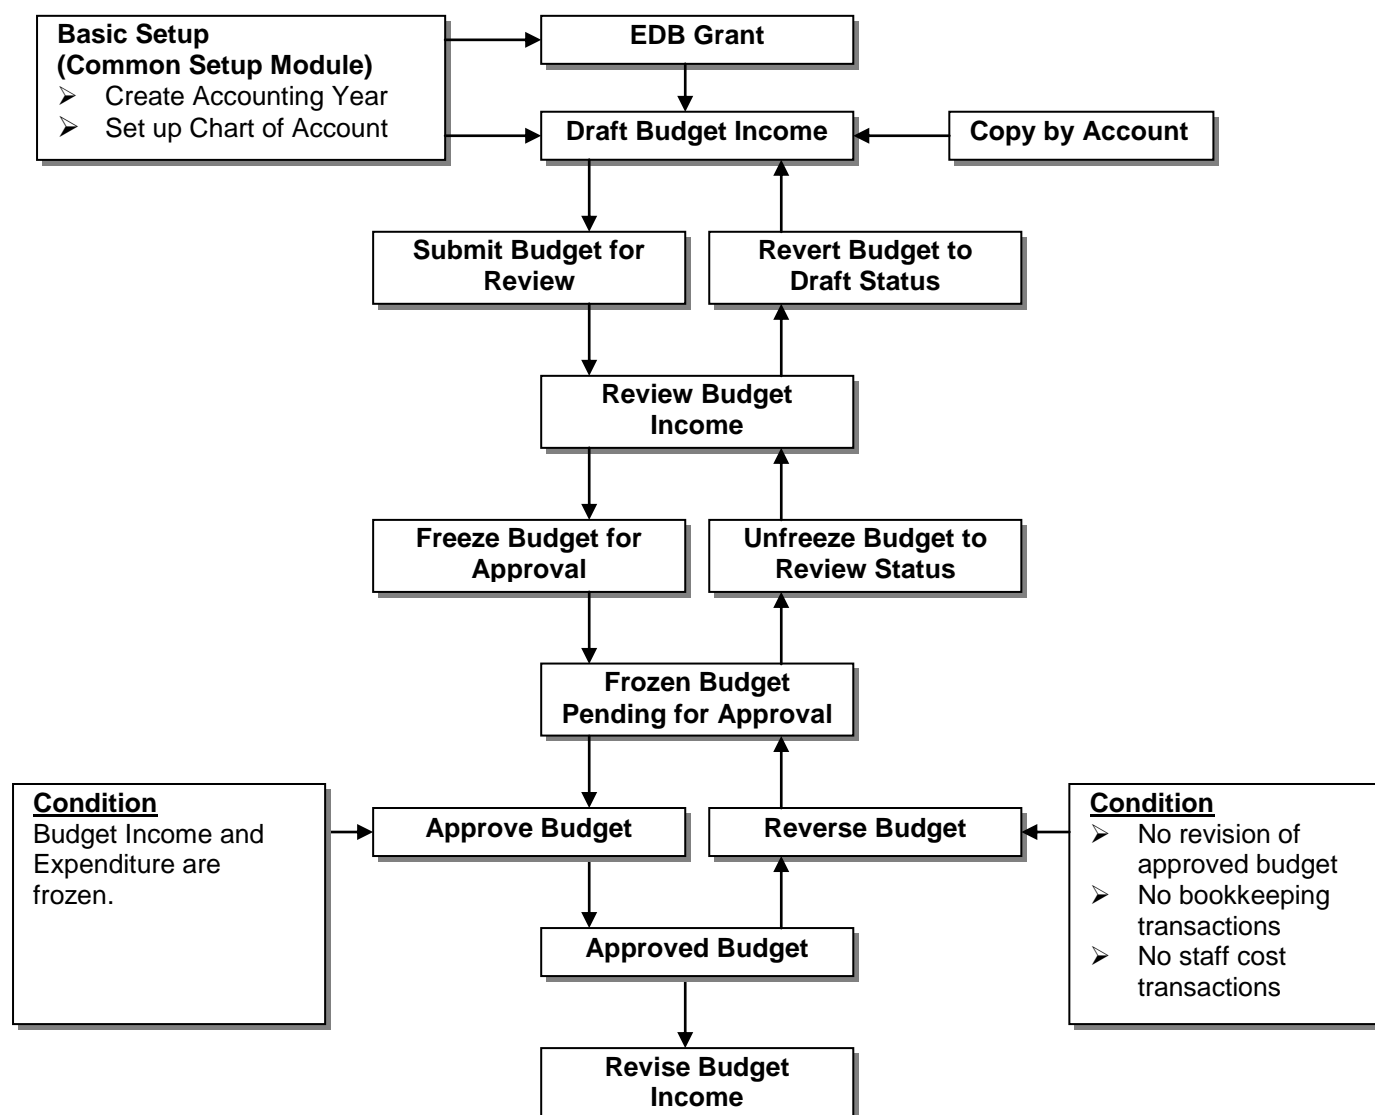 Basic Setup
(Common Setup Module)
➢ Create Accounting Year
➢ Set up Chart of Account
EDB Grant
Draft Budget Income
Copy by Account
Submit Budget for
Review
Revert Budget to
Draft Status
Review Budget
Income
Freeze Budget for
Approval
Unfreeze Budget to
Review Status
Frozen Budget
Pending for Approval
Condition
Budget Income and
Expenditure are
frozen.
Approve Budget
Reverse Budget
Condition
➢ No revision of
approved budget
➢ No bookkeeping
transactions
➢ No staff cost
transactions
Approved Budget
Revise Budget
Income